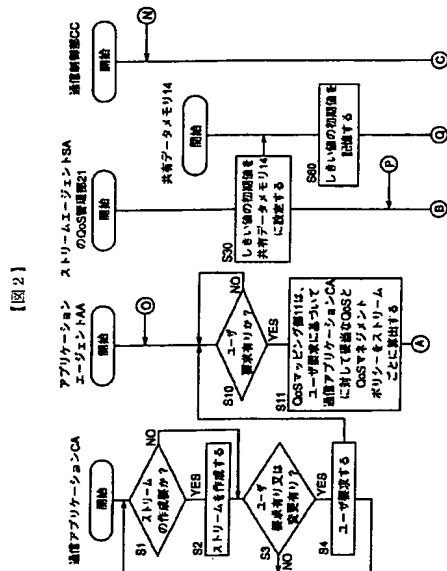 【図2】
通信アプリケーションCA
開始
S1
ストリーム
の作成要か？
NO
YES
S2
ストリームを作成する
S3
ユーザ
要求有り又は
変更有り？
NO
YES
S4
ユーザ要求する
アプリケーション
エージェントAA
開始
O
S10
ユーザ
要求有りか？
NO
YES
S11
QoSマッピング部11は、
ユーザ要求に基づいて
通信アプリケーションCA
に対して妥当なQoSと
QoSマネジメント
ポリシーをストリーム
ごとに算出する
A
ストリームエージェントSA
のQoS管理部21
開始
S30
しきい値の初期値を
共有データメモリ14
に設定する
P
B
共有データメモリ14
開始
S60
しきい値の初期値を
記憶する
Q
通信制御部CC
開始
N
C